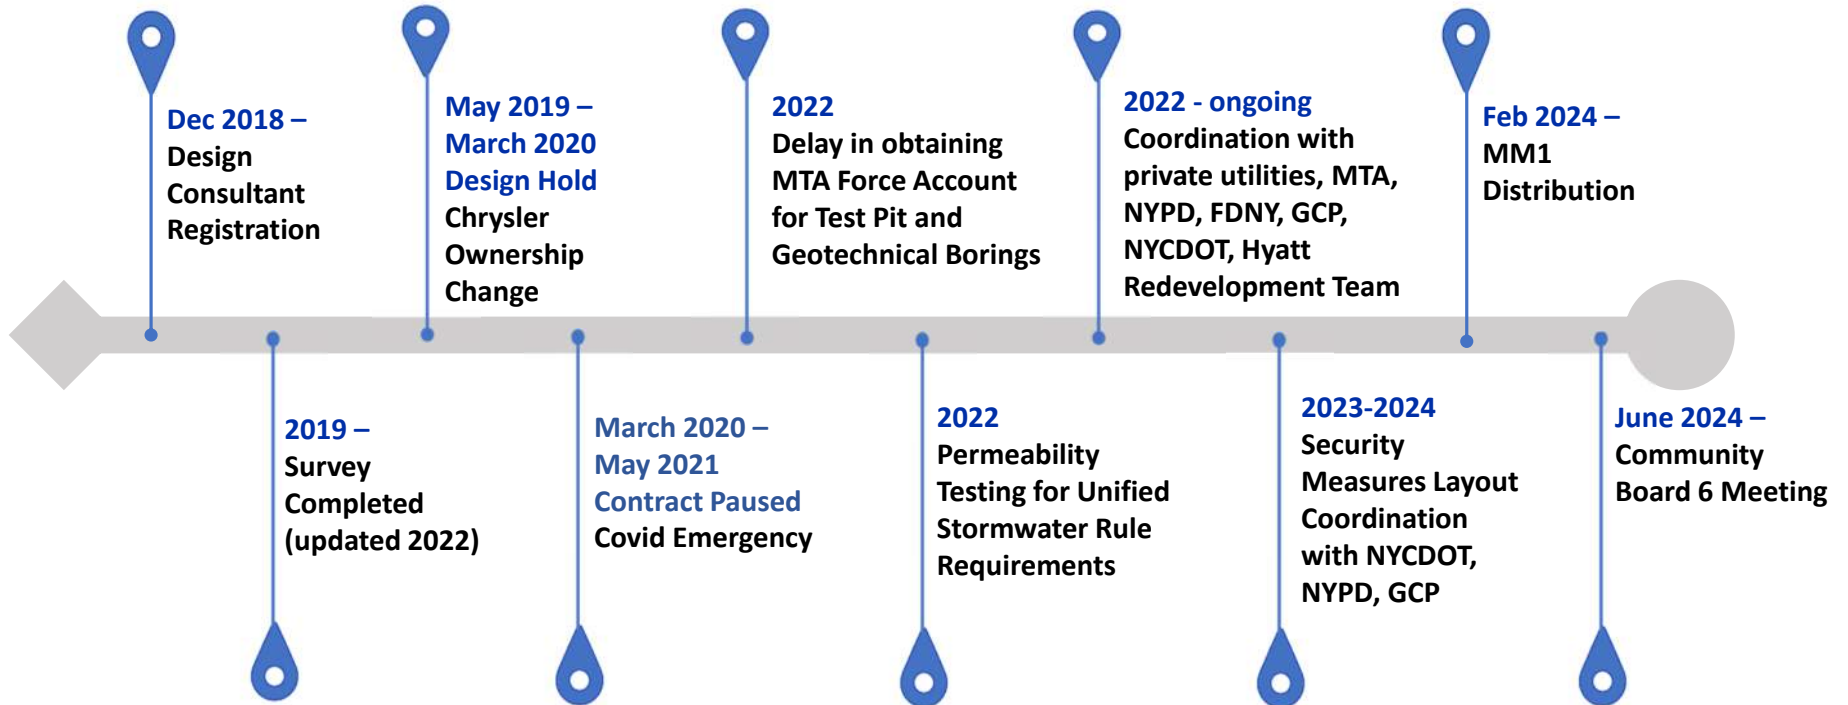 Dec 2018 –
Design
Consultant
Registration
May 2019 –
March 2020
Design Hold
Chrysler
Ownership
Change
2022
Delay in obtaining
MTA Force Account
for Test Pit and
Geotechnical Borings
2022 - ongoing
Coordination with
private utilities, MTA,
NYPD, FDNY, GCP,
NYCDOT, Hyatt
Redevelopment Team
Feb 2024 –
MM1
Distribution
2019 –
Survey
Completed
(updated 2022)
March 2020 –
May 2021
Contract Paused
Covid Emergency
2022
Permeability
Testing for Unified
Stormwater Rule
Requirements
2023-2024
Security
Measures Layout
Coordination
with NYCDOT,
NYPD, GCP
June 2024 –
Community
Board 6 Meeting